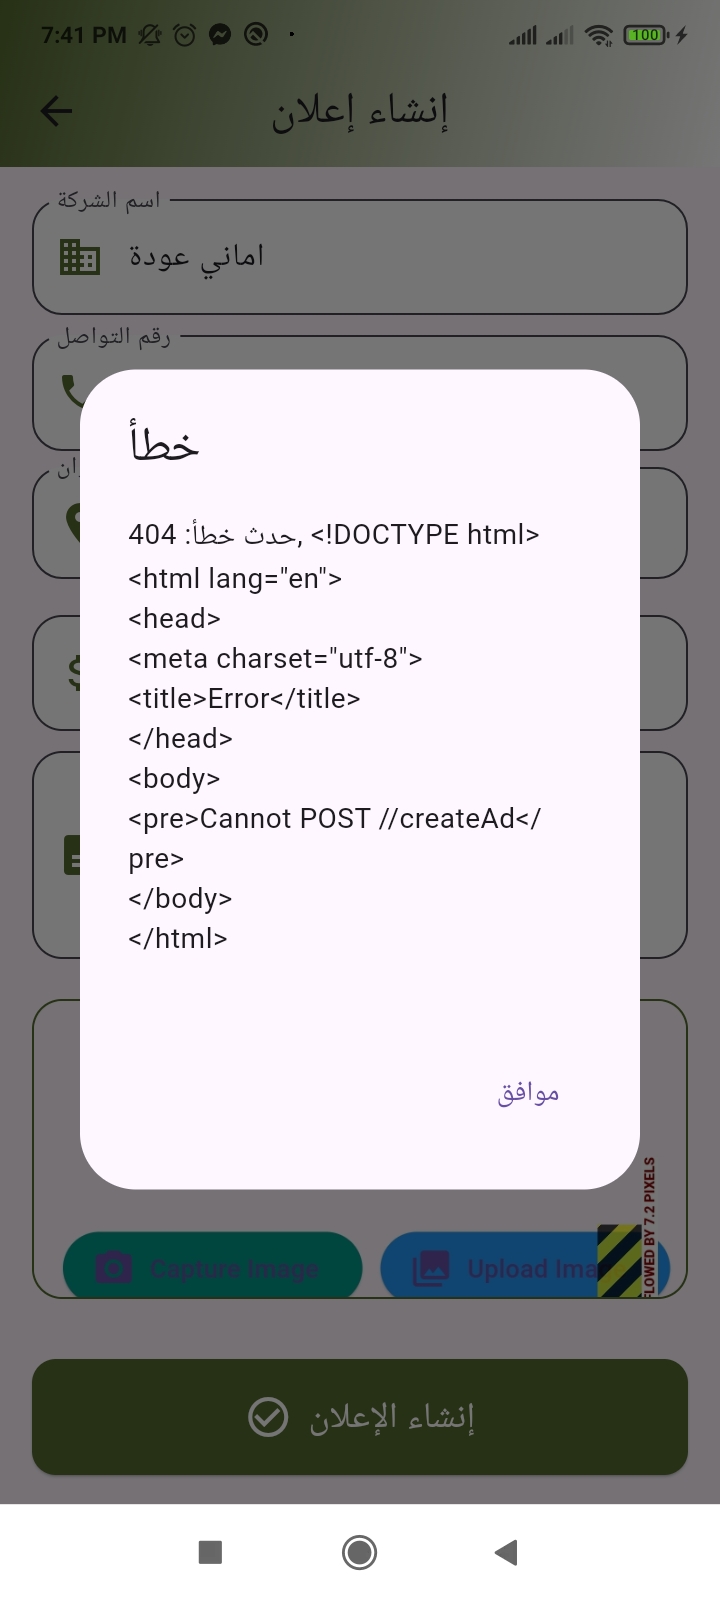 7:41 PM
100
إنشاء إعلان
اسم الشركة
اماني عودة
رقم التواصل
خطأ
حدث خطأ: 404, <!DOCTYPE html>
<html lang="en">
<head>
<meta charset="utf-8">
<title>Error</title>
</head>
<body>
<pre>Cannot POST //createAd</
pre>
</body>
</html>
موافق
Capture Image
Upload Ima
FLOWED BY 7.2 PIXELS
إنشاء الإعلان